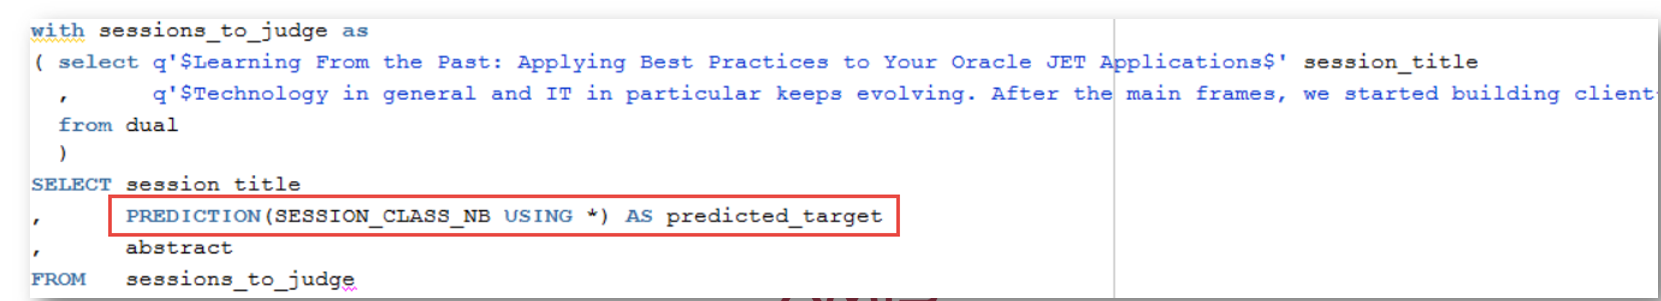 with sessions_to_judge as
( select q'$Learning From the Past: Applying Best Practices to Your Oracle JET Applications$' session_title
, q'$Technology in general and IT in particular keeps evolving. After the main frames, we started building client
from dual
)
SELECT session_title
, PREDICTION(SESSION_CLASS_NB USING *) AS predicted_target
, abstract
FROM sessions_to_judge